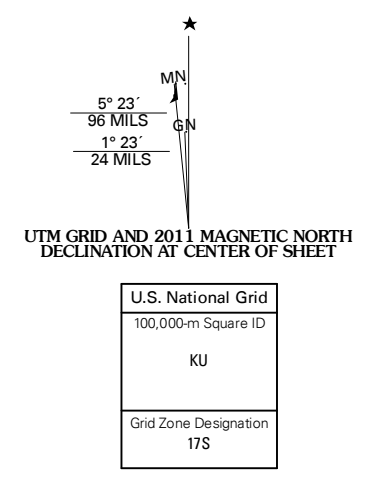 ★
MN
5° 23´
96 MILS
GN
1° 23´
24 MILS
UTM GRID AND 2011 MAGNETIC NORTH
DECLINATION AT CENTER OF SHEET
U.S. National Grid
100,000-m Square ID
KU
Grid Zone Designation
17S